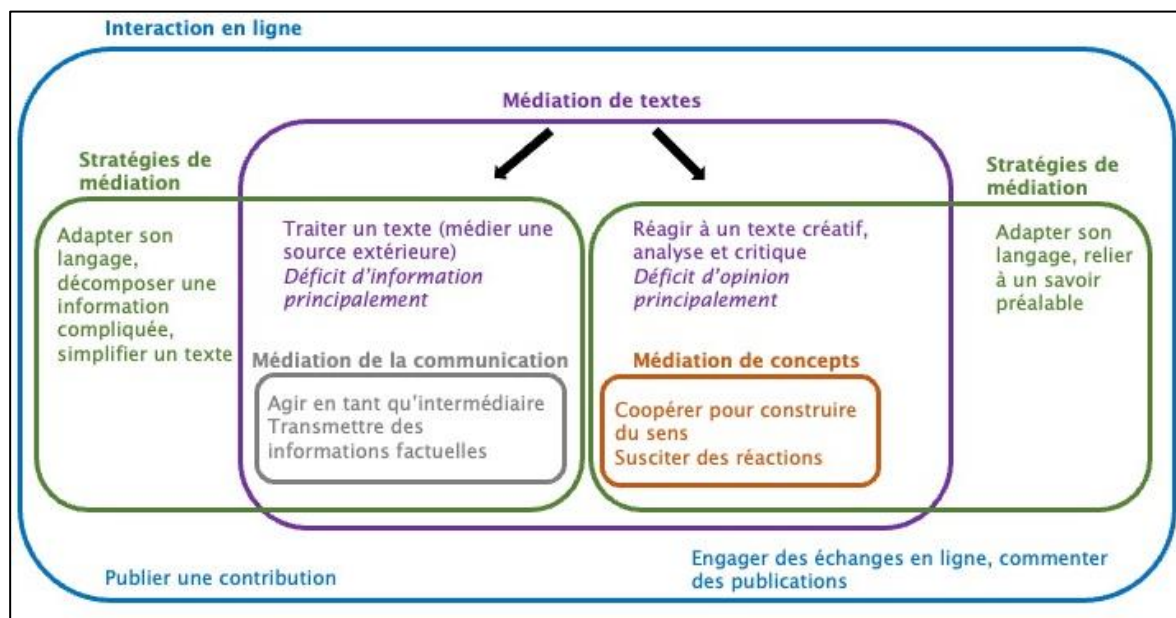 Interaction en ligne
Médiation de textes
Stratégies de
médiation
Adapter son
langage,
décomposer une
information
compliquée,
simplifier un texte
Traiter un texte (médier une
source extérieure)
Déficit d'information
principalement
Médiation de la communication
Agir en tant qu'intermédiaire
Transmettre des
informations factuelles
Réagir à un texte créatif,
analyse et critique
Déficit d'opinion
principalement
Médiation de concepts
Coopérer pour construire
du sens
Susciter des réactions
Stratégies de
médiation
Adapter son
langage, relier
à un savoir
préalable
Publier une contribution
Engager des échanges en ligne, commenter
des publications